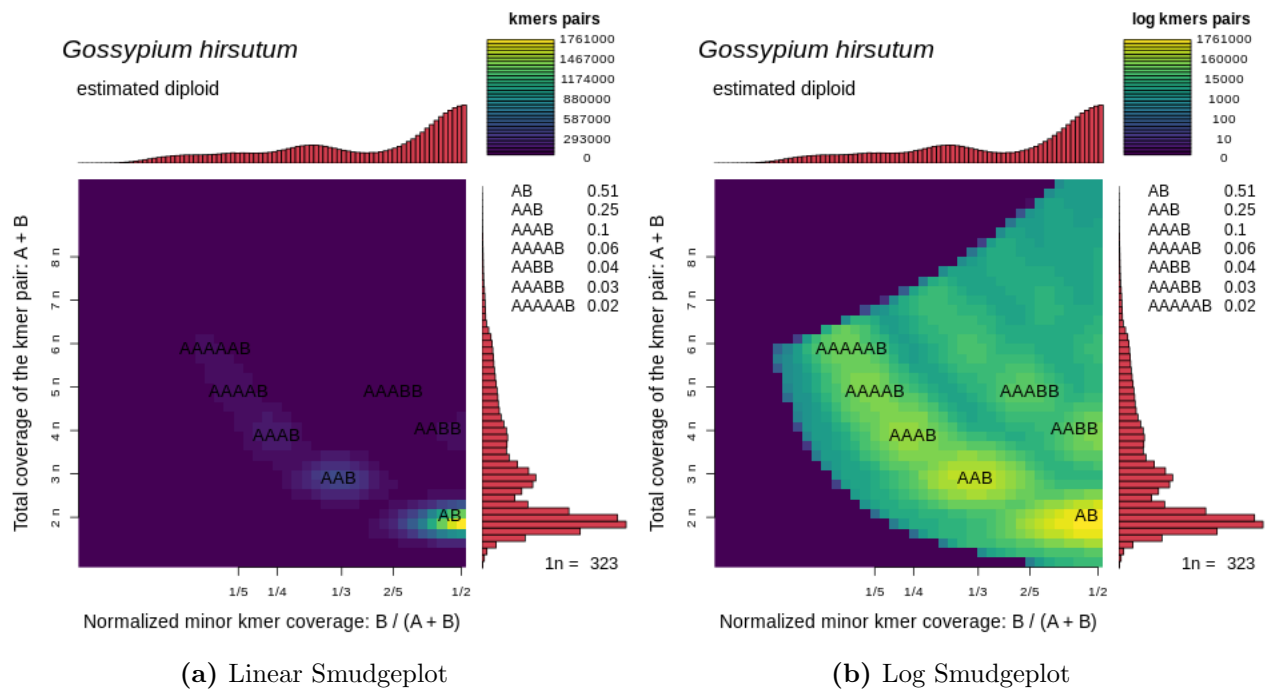 kmers pairs
Gossypium hirsutum
estimated diploid
1761000
1467000
1174000
880000
587000
293000
0
AB 0.51
AAB 0.25
AAAB 0.1
AAAAB 0.06
AABB 0.04
AAABB 0.03
AAAAAB 0.02
Total coverage of the kmer pair: A + B
8 n
7 n
6 n
5 n
4 n
3 n
2 n
AAAAAB
AAAAB
AAABB
AAAB
AABB
AAB
AB
1n = 323
1/5 1/4 1/3 2/5 1/2
Normalized minor kmer coverage: B / (A + B)
(a) Linear Smudgeplot
log kmers pairs
Gossypium hirsutum
estimated diploid
1761000
160000
15000
1000
100
10
0
AB 0.51
AAB 0.25
AAAB 0.1
AAAAB 0.06
AABB 0.04
AAABB 0.03
AAAAAB 0.02
Total coverage of the kmer pair: A + B
8 n
7 n
6 n
5 n
4 n
3 n
2 n
AAAAAB
AAAAB
AAABB
AAAB
AABB
AAB
AB
1n = 323
1/5 1/4 1/3 2/5 1/2
Normalized minor kmer coverage: B / (A + B)
(b) Log Smudgeplot